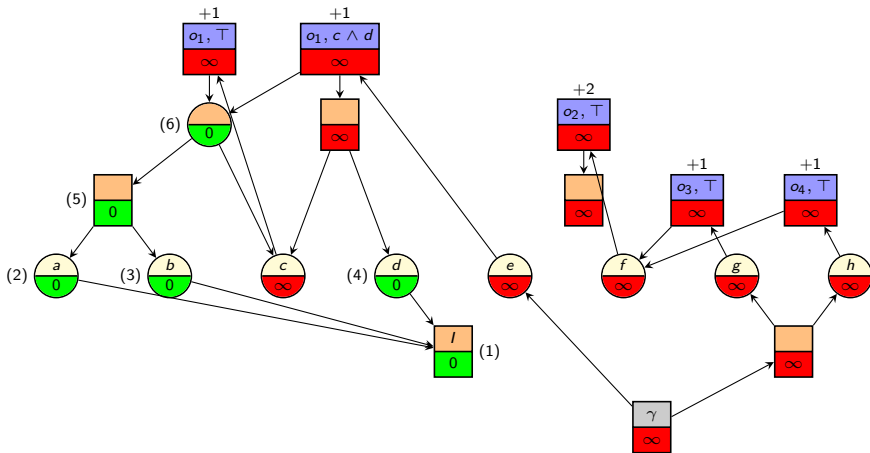 +1 +1
o₁, ⊤ o₁, c ∧ d
∞ ∞
+2
o₂, ⊤
(6) 0 ∞ ∞
+1 +1
o₃, ⊤ o₄, ⊤
(5) 0 ∞ ∞ ∞
a b c d e f g h
(2) 0 (3) 0 ∞ (4) 0 ∞ ∞ ∞ ∞
I
0 (1) ∞
γ
∞